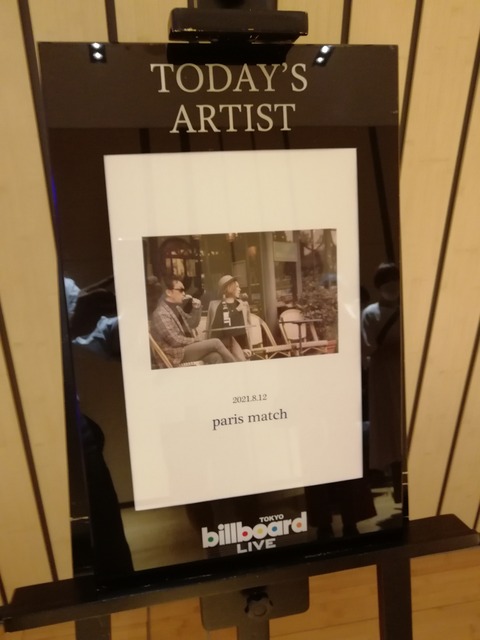 TODAY'S
ARTIST
2021.8.12
paris match
TOKYO
billboard
LIVE